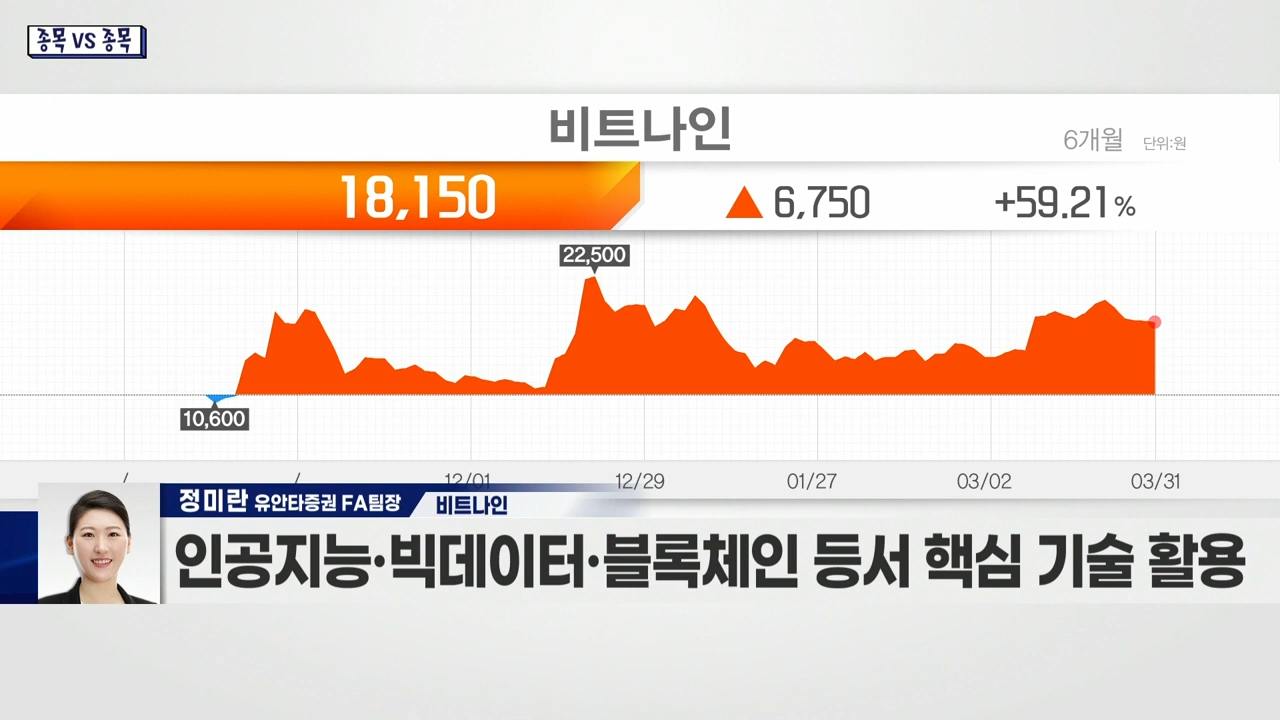 종목 VS 종목
비트나인
6개월 단위:원
18,150 ▲ 6,750 +59.21%
22,500
10,600
/ / 12/01 12/29 01/27 03/02 03/31
정미란 유안타증권 FA팀장 비트나인
인공지능·빅데이터·블록체인 등서 핵심 기술 활용